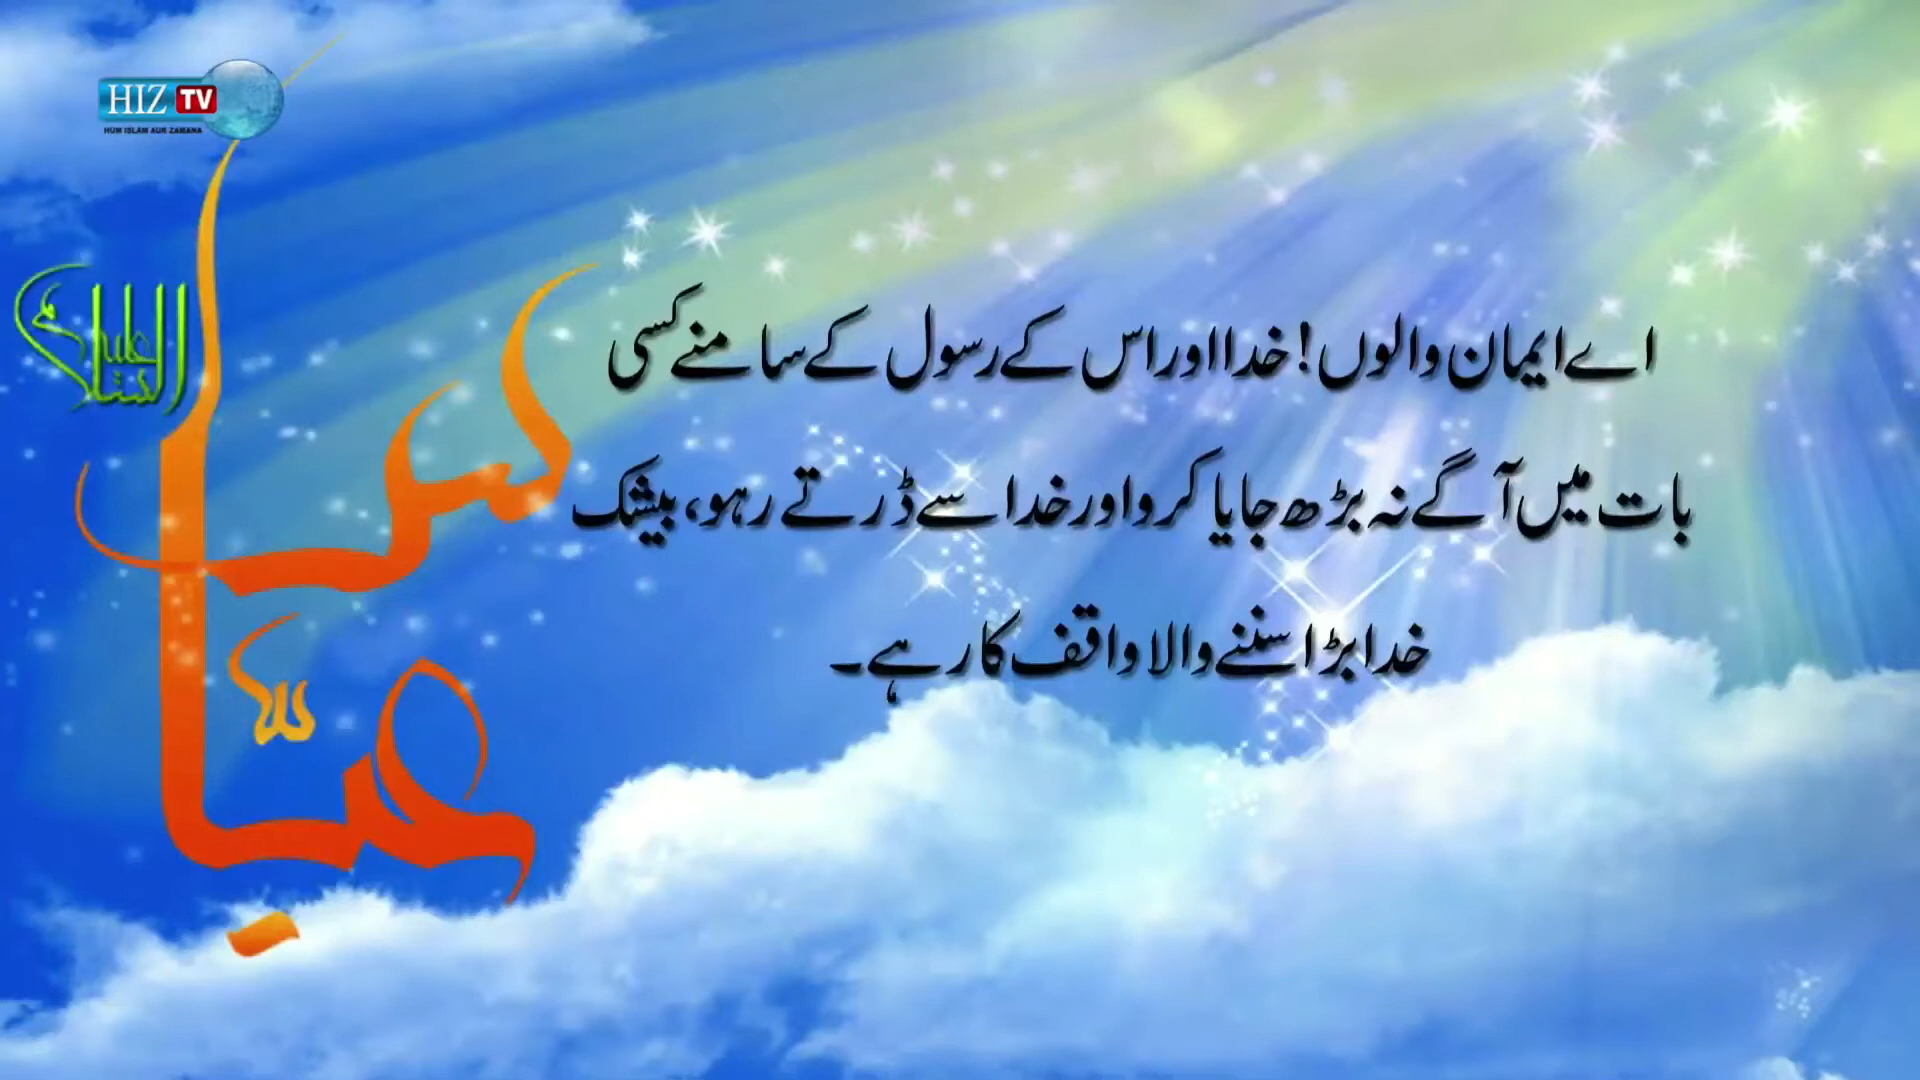 HIZ TV
HUM ISLAM AUR ZAMANA
عباس
علیہ السلام
اے ایمان والوں! خدا اور اس کے رسول کے سامنے کسی
بات میں آگے نہ بڑھ جایا کرو اور خدا سے ڈرتے رہو، بیشک
خدا بڑا سننے والا واقف کار ہے۔